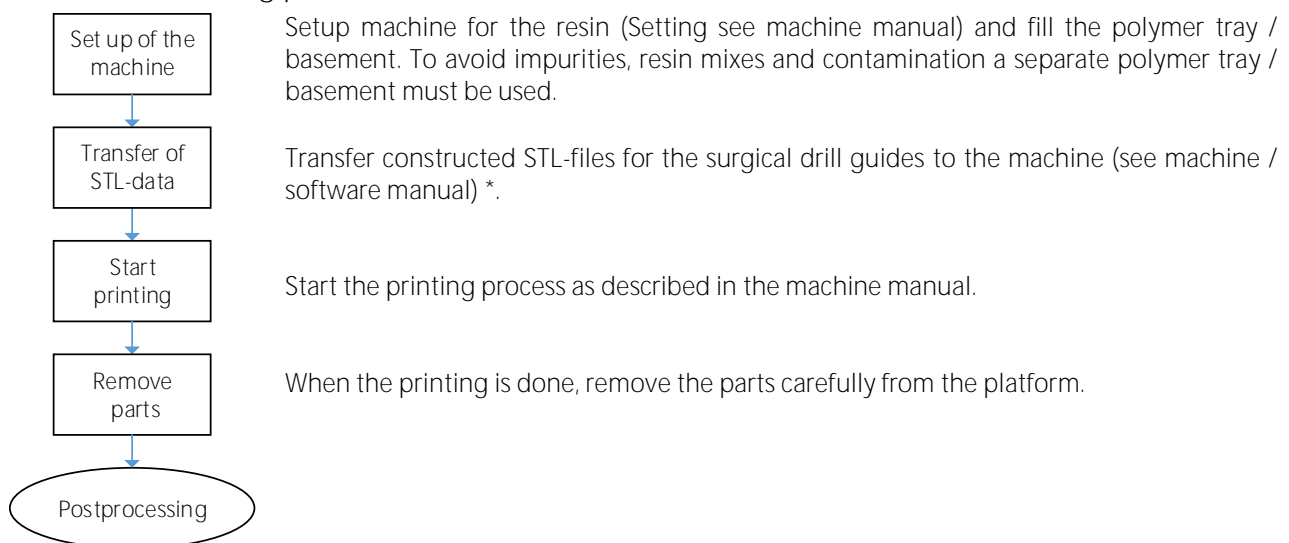 Set up of the
machine
Setup machine for the resin (Setting see machine manual) and fill the polymer tray /
basement. To avoid impurities, resin mixes and contamination a separate polymer tray /
basement must be used.
Transfer of
STL-data
Transfer constructed STL-files for the surgical drill guides to the machine (see machine /
software manual) *.
Start
printing
Start the printing process as described in the machine manual.
Remove
parts
When the printing is done, remove the parts carefully from the platform.
Postprocessing